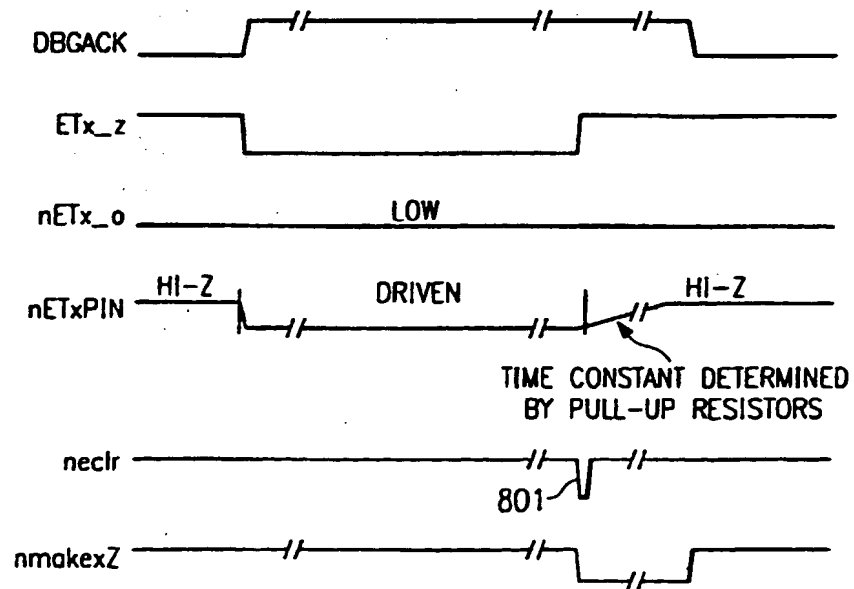 DBGACK
ETx_z
nETx_o
LOW
nETxPIN
HI-Z
DRIVEN
HI-Z
TIME CONSTANT DETERMINED
BY PULL-UP RESISTORS
neclr
801
nmakexZ